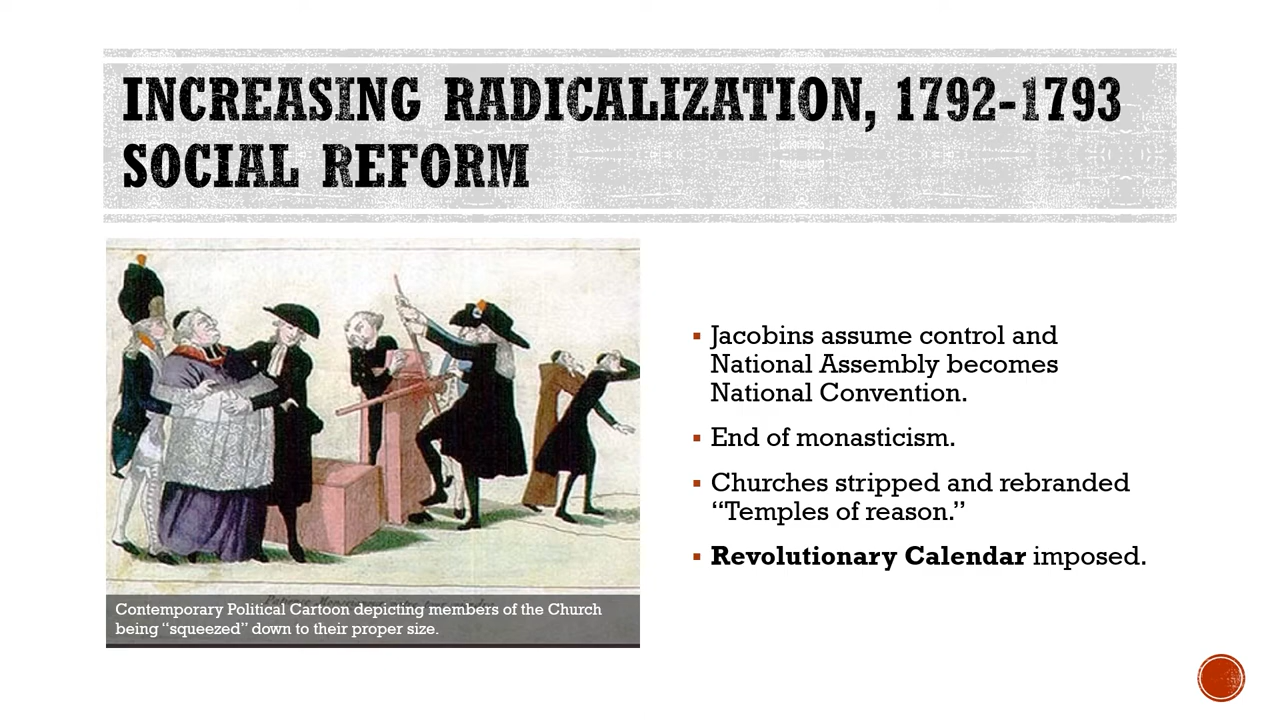 INCREASING RADICALIZATION, 1792-1793
SOCIAL REFORM
Contemporary Political Cartoon depicting members of the Church
being “squeezed” down to their proper size.
▪ Jacobins assume control and
National Assembly becomes
National Convention.
▪ End of monasticism.
▪ Churches stripped and rebranded
“Temples of reason.”
▪ Revolutionary Calendar imposed.